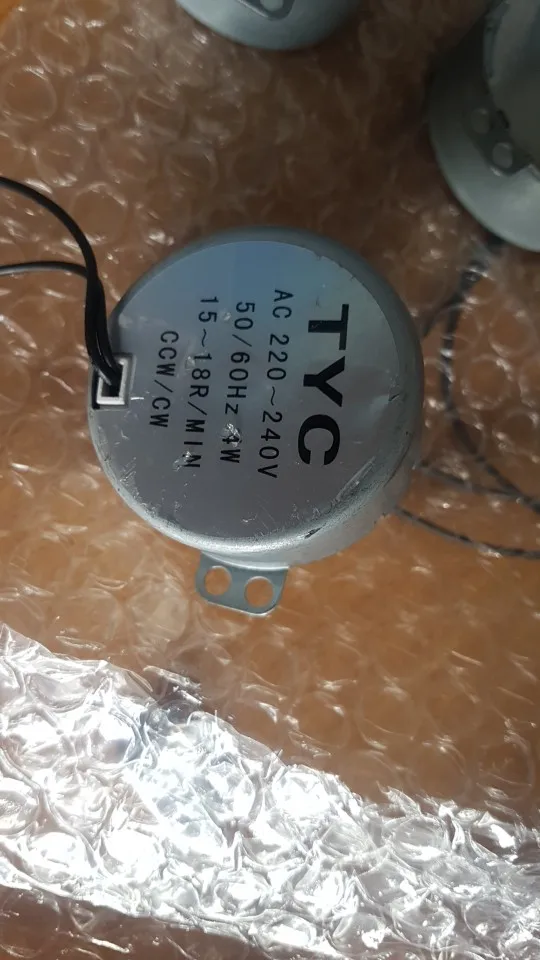 TYC
AC 220~240V
50/60Hz 4W
15~18R/MIN
CCW/CW